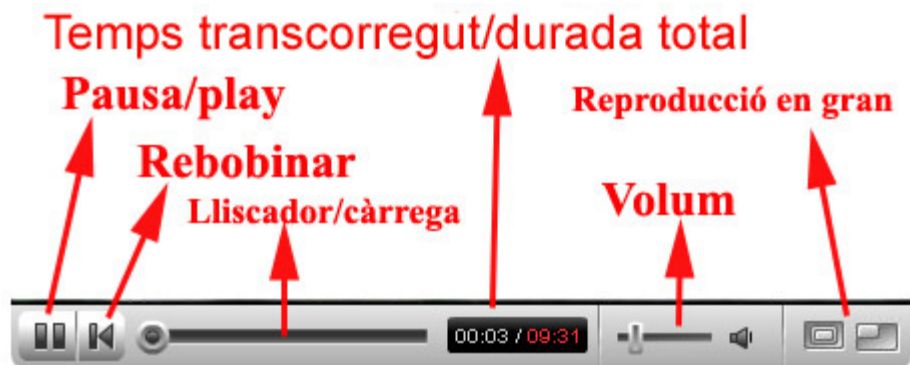 Temps transcorregut/durada total
Pausa/play
Reproducció en gran
Rebobinar
Lliscador/càrrega
Volum
00:03 / 09:31